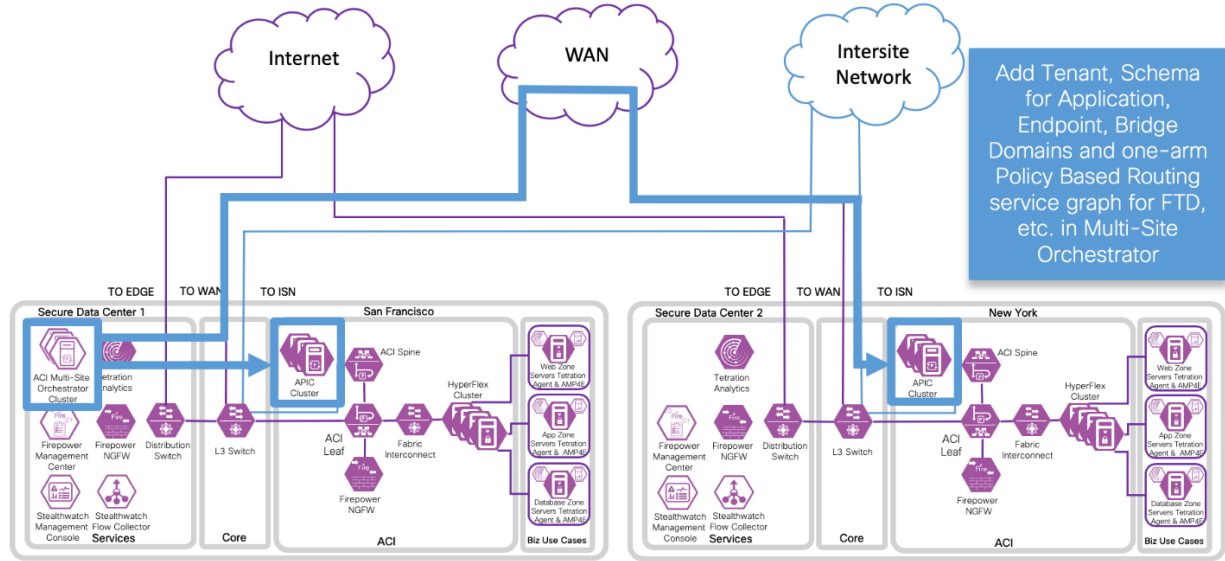 Internet
WAN
Intersite
Network
Add Tenant, Schema
for Application,
Endpoint, Bridge
Domains and one-arm
Policy Based Routing
service graph for FTD,
etc. in Multi-Site
Orchestrator
TO EDGE
TO WAN
TO ISN
Secure Data Center 1
San Francisco
ACI Multi-Site
Orchestrator
Cluster
Tetration
Analytics
APIC
Cluster
ACI Spine
HyperFlex
Cluster
Web Zone
Servers Tetration
Agent & AMP4E
Firepower
Management
Center
Fire
Firepower
NGFW
Distribution
Switch
L3 Switch
ACI
Leaf
Fabric
Interconnect
App Zone
Servers Tetration
Agent & AMP4E
Stealthwatch
Management
Console
Stealthwatch
Flow Collector
Fire
Firepower
NGFW
Database Zone
Servers Tetration
Agent & AMP4E
Services
Core
ACI
Biz Use Cases
TO EDGE
TO WAN
TO ISN
Secure Data Center 2
New York
Tetration
Analytics
APIC
Cluster
ACI Spine
HyperFlex
Cluster
Web Zone
Servers Tetration
Agent & AMP4E
Firepower
Management
Center
Fire
Firepower
NGFW
Distribution
Switch
L3 Switch
ACI
Leaf
Fabric
Interconnect
App Zone
Servers Tetration
Agent & AMP4E
Stealthwatch
Management
Console
Stealthwatch
Flow Collector
Fire
Firepower
NGFW
Database Zone
Servers Tetration
Agent & AMP4E
Services
Core
ACI
Biz Use Cases